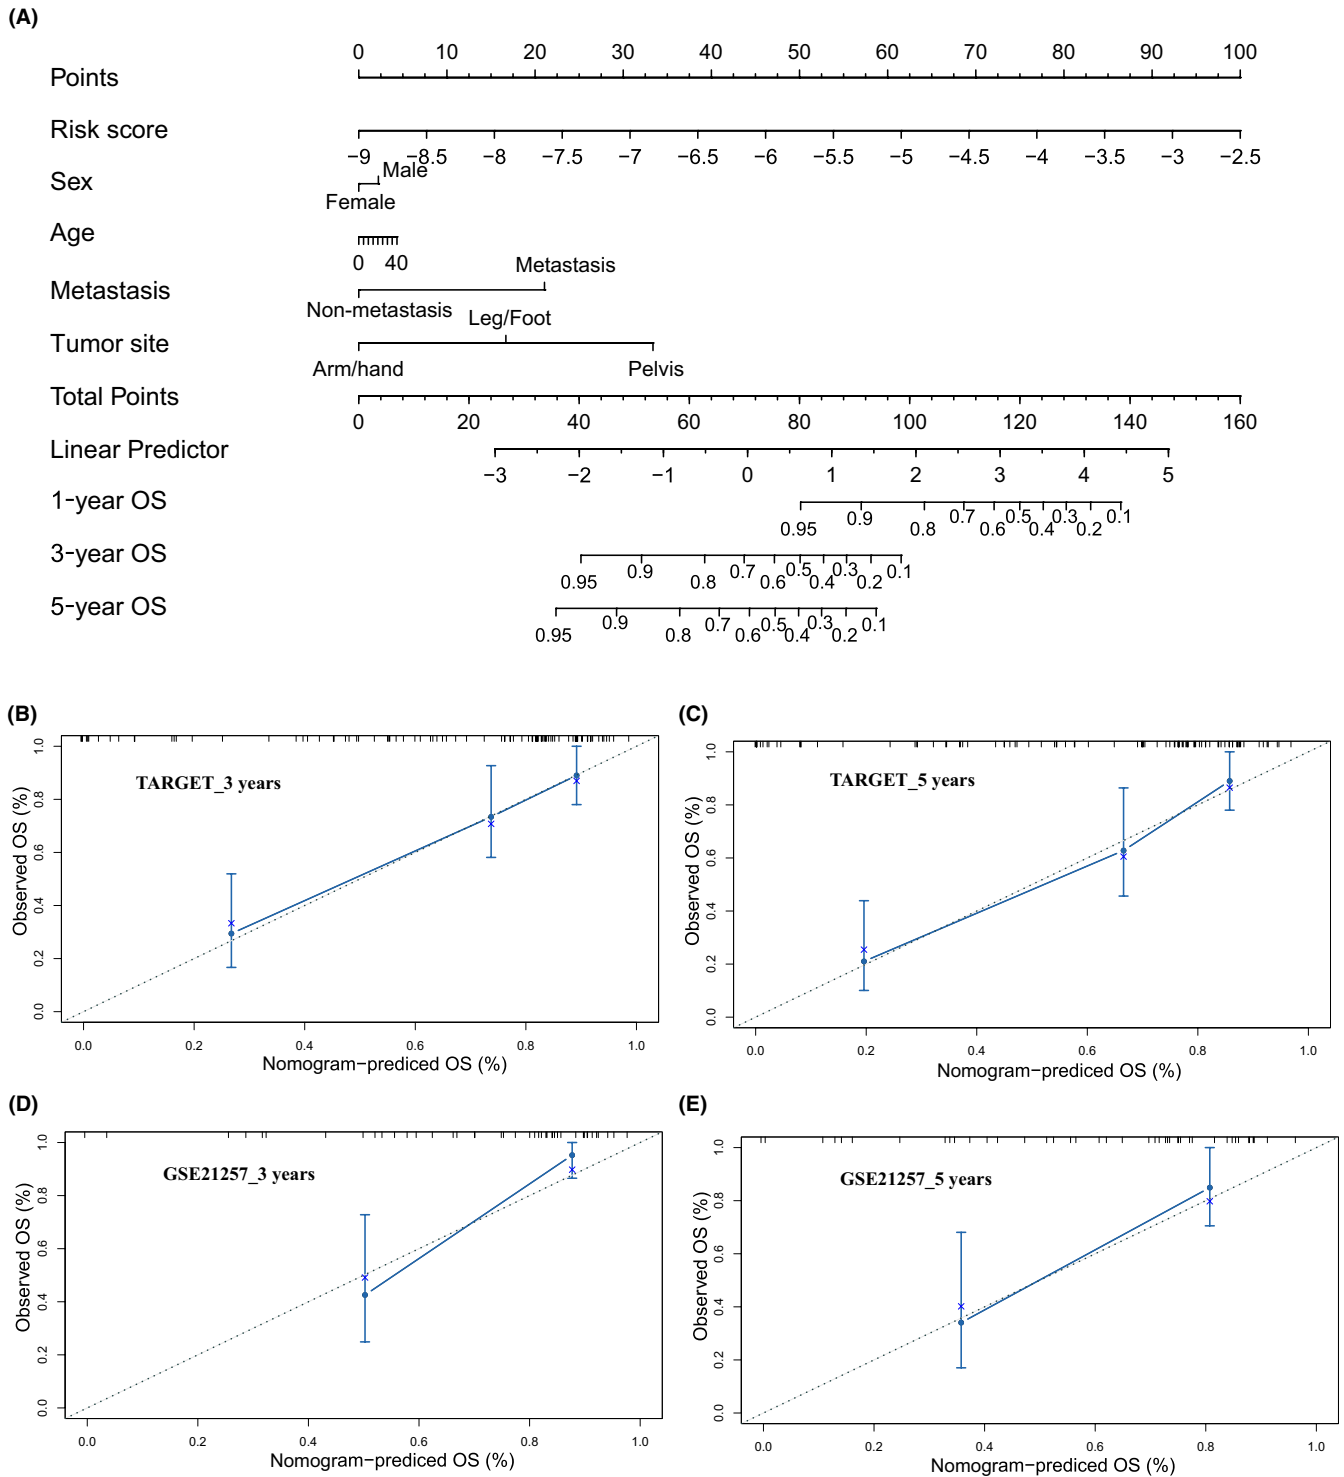 (A)
0 10 20 30 40 50 60 70 80 90 100
Points
Risk score
−9 −8.5 −8 −7.5 −7 −6.5 −6 −5.5 −5 −4.5 −4 −3.5 −3 −2.5
Male
Sex
Female
Age
0 40
Metastasis
Metastasis
Non−metastasis
Leg/Foot
Tumor site
Arm/hand Pelvis
Total Points
0 20 40 60 80 100 120 140 160
Linear Predictor
−3 −2 −1 0 1 2 3 4 5
1−year OS
0.95 0.9 0.8 0.7 0.6 0.5 0.4 0.3 0.2 0.1
3−year OS
0.95 0.9 0.8 0.7 0.6 0.5 0.4 0.3 0.2 0.1
5−year OS
0.95 0.9 0.8 0.7 0.6 0.5 0.4 0.3 0.2 0.1
(B)
TARGET_3 years
Observed OS (%)
0.0 0.2 0.4 0.6 0.8 1.0
0.0 0.2 0.4 0.6 0.8 1.0
Nomogram−prediced OS (%)
(C)
TARGET_5 years
Observed OS (%)
0.0 0.2 0.4 0.6 0.8 1.0
0.0 0.2 0.4 0.6 0.8 1.0
Nomogram−prediced OS (%)
(D)
GSE21257_3 years
Observed OS (%)
0.0 0.2 0.4 0.6 0.8 1.0
0.0 0.2 0.4 0.6 0.8 1.0
Nomogram−prediced OS (%)
(E)
GSE21257_5 years
Observed OS (%)
0.0 0.2 0.4 0.6 0.8 1.0
0.0 0.2 0.4 0.6 0.8 1.0
Nomogram−prediced OS (%)